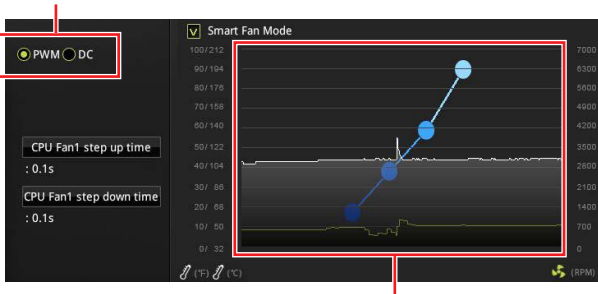 V Smart Fan Mode
PWM DC
100/212 7000
90/194 6300
80/176 5600
70/158 4900
60/140 4200
50/122 3500
40/104 2800
30/ 86 2100
20/ 68 1400
10/ 50 700
0/ 32 0
CPU Fan1 step up time
: 0.1s
CPU Fan1 step down time
: 0.1s
(°F) (°C) (RPM)